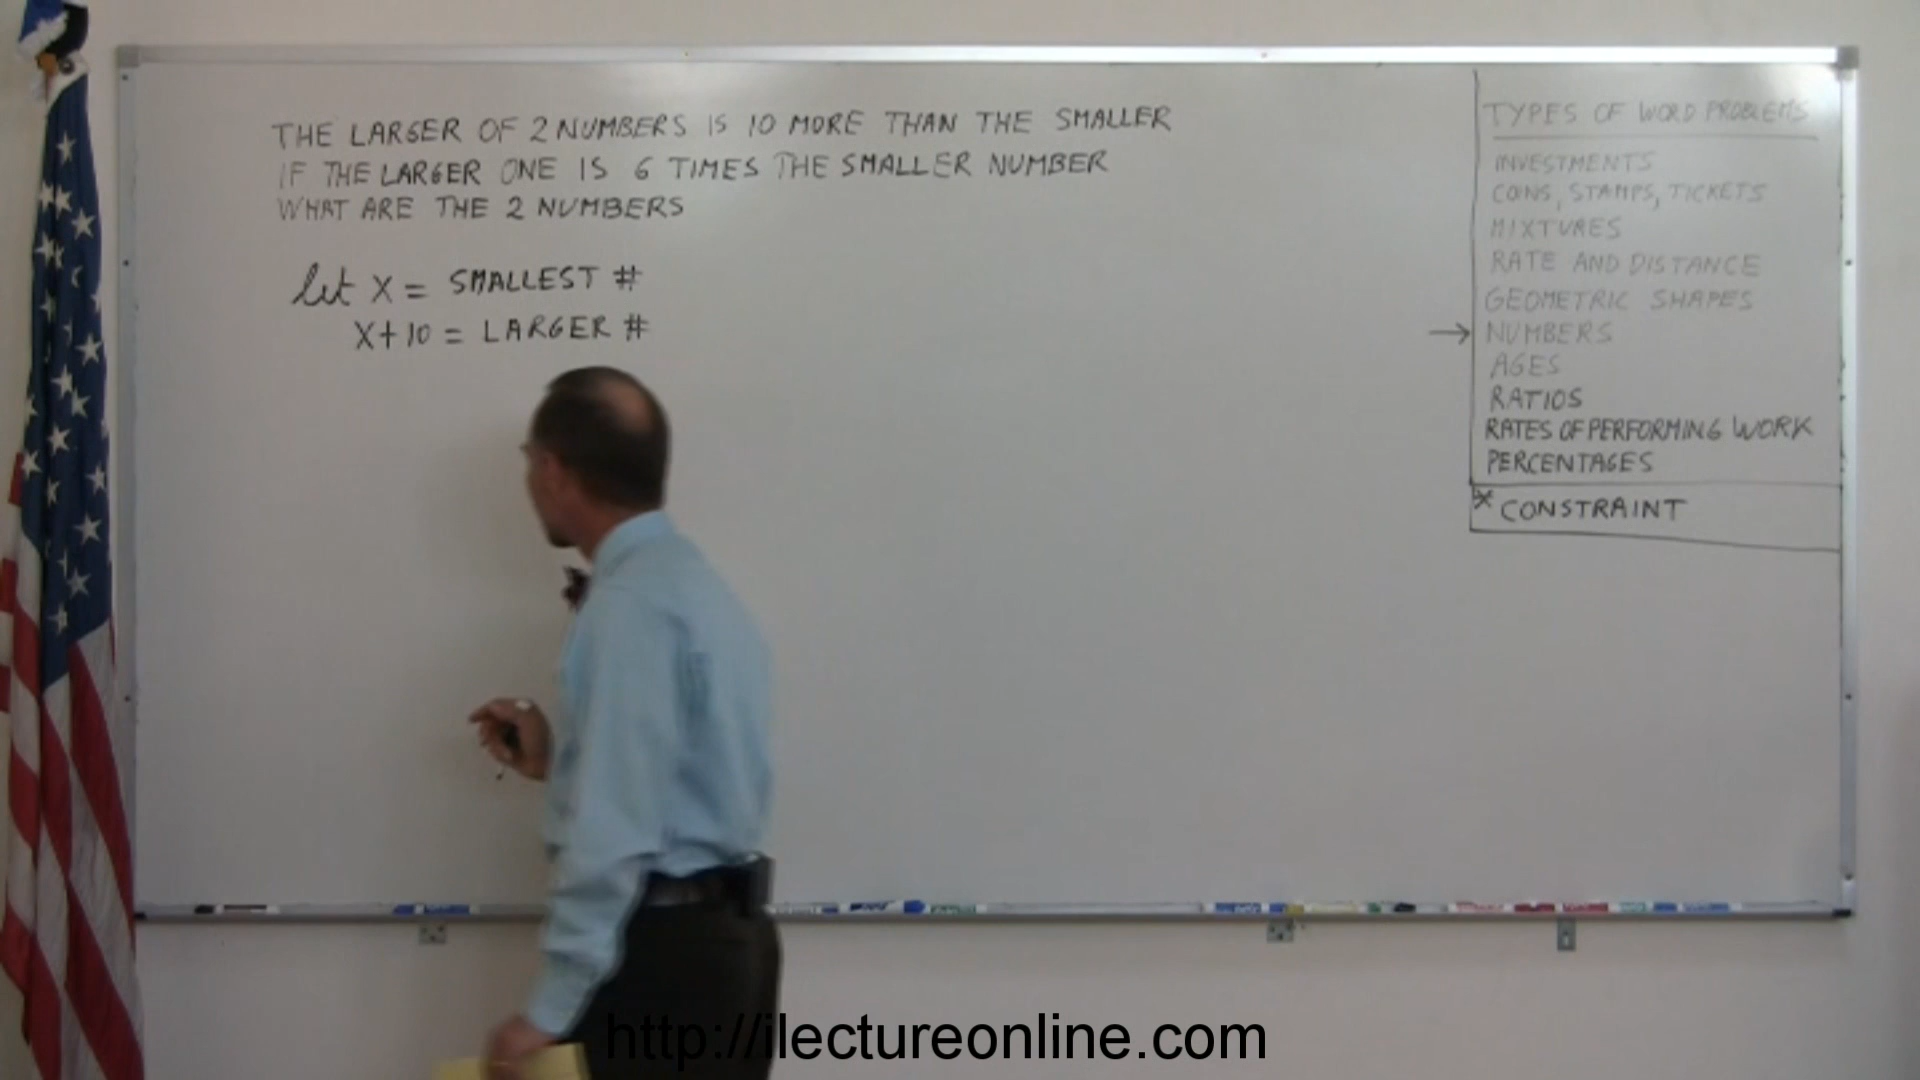 THE LARGER OF 2 NUMBERS IS 10 MORE THAN THE SMALLER
IF THE LARGER ONE IS 6 TIMES THE SMALLER NUMBER
WHAT ARE THE 2 NUMBERS
let x = SMALLEST #
x+10 = LARGER #
TYPES OF WORD PROBLEMS
INVESTMENTS
COINS, STAMPS, TICKETS
MIXTURES
RATE AND DISTANCE
GEOMETRIC SHAPES
→ NUMBERS
AGES
RATIOS
RATES OF PERFORMING WORK
PERCENTAGES
* CONSTRAINT
http://ilectureonline.com